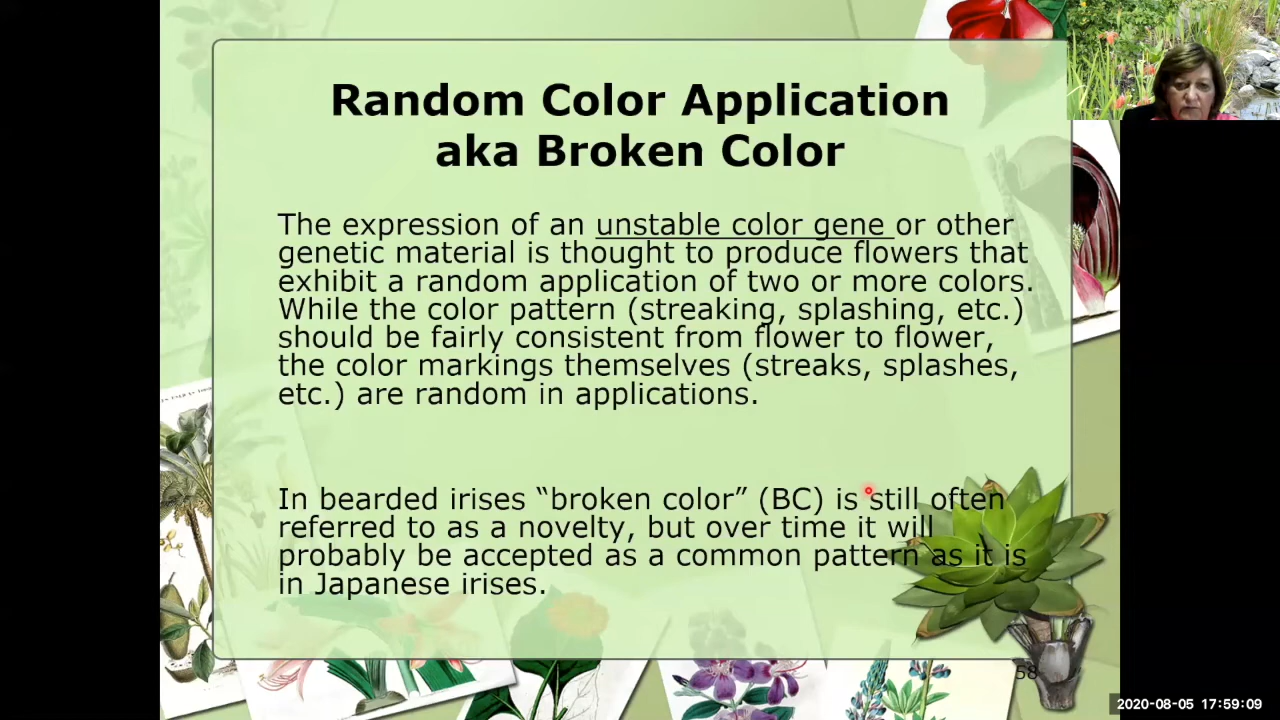 Random Color Application
aka Broken Color
The expression of an unstable color gene or other
genetic material is thought to produce flowers that
exhibit a random application of two or more colors.
While the color pattern (streaking, splashing, etc.)
should be fairly consistent from flower to flower,
the color markings themselves (streaks, splashes,
etc.) are random in applications.
In bearded irises “broken color” (BC) is still often
referred to as a novelty, but over time it will
probably be accepted as a common pattern as it is
in Japanese irises.
58
2020-08-05 17:59:09